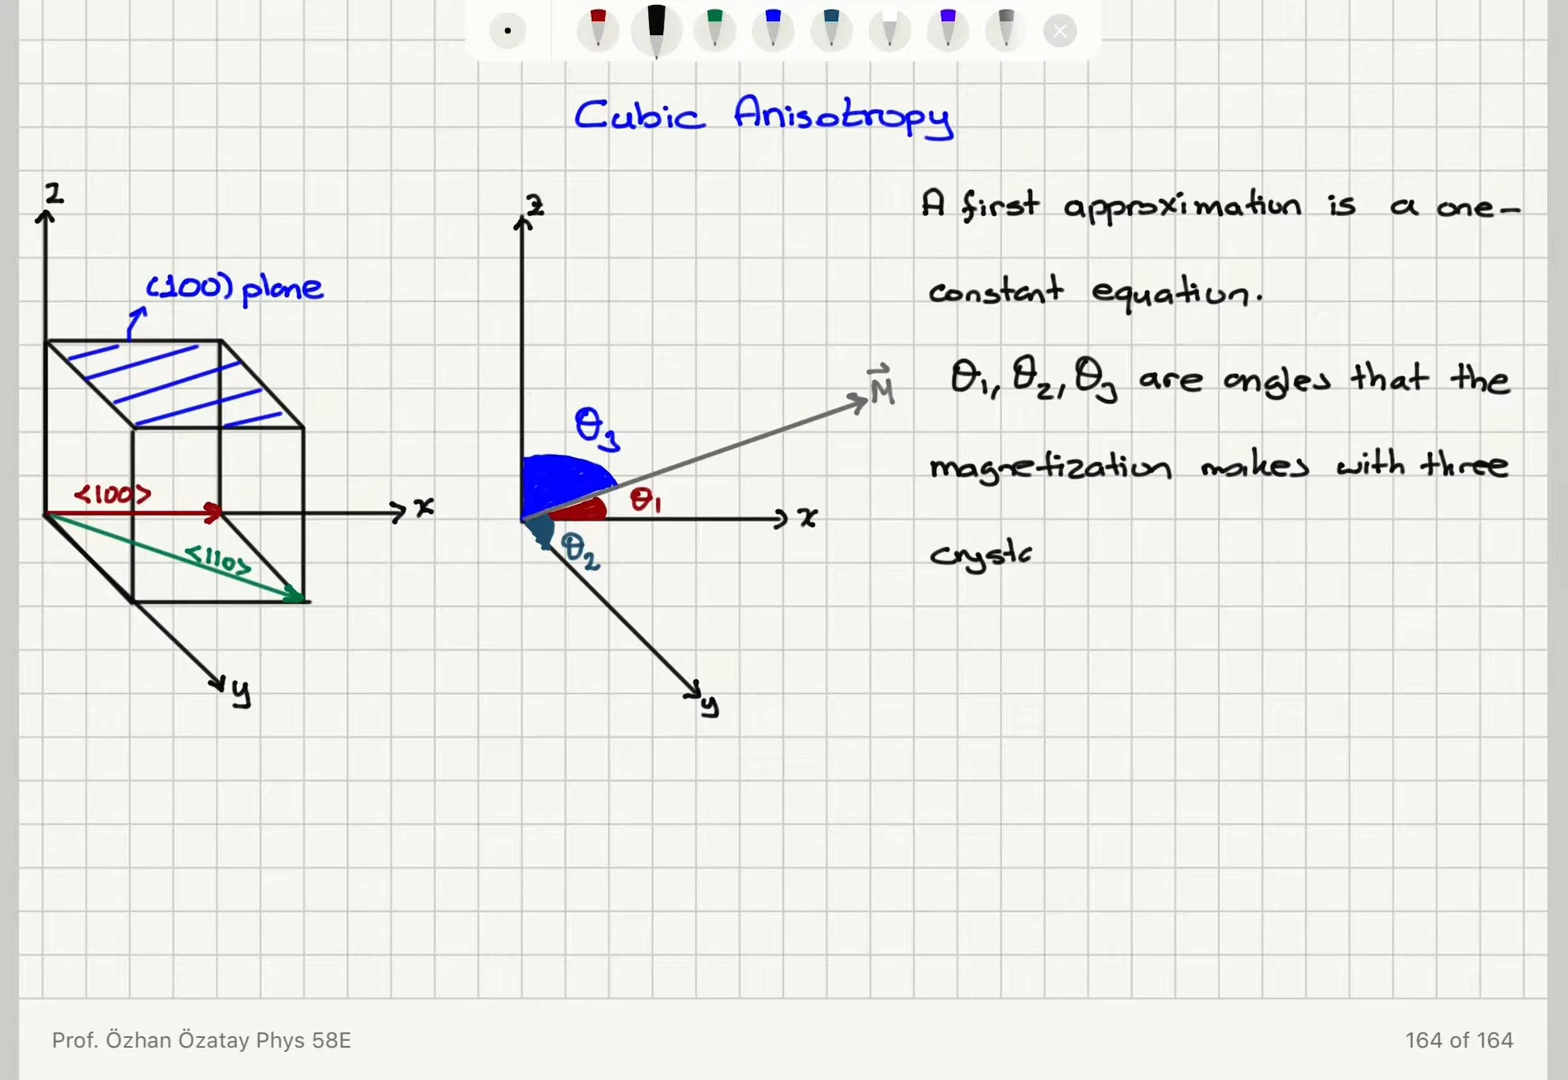 Cubic Anisotropy
z
(100) plane
<100>
x
<110>
y
z
M
θ3
θ1
x
θ2
y
A first approximation is a one-
constant equation.
θ1, θ2, θ3 are angles that the
magnetization makes with three
crysta
Prof. Özhan Özatay Phys 58E
164 of 164